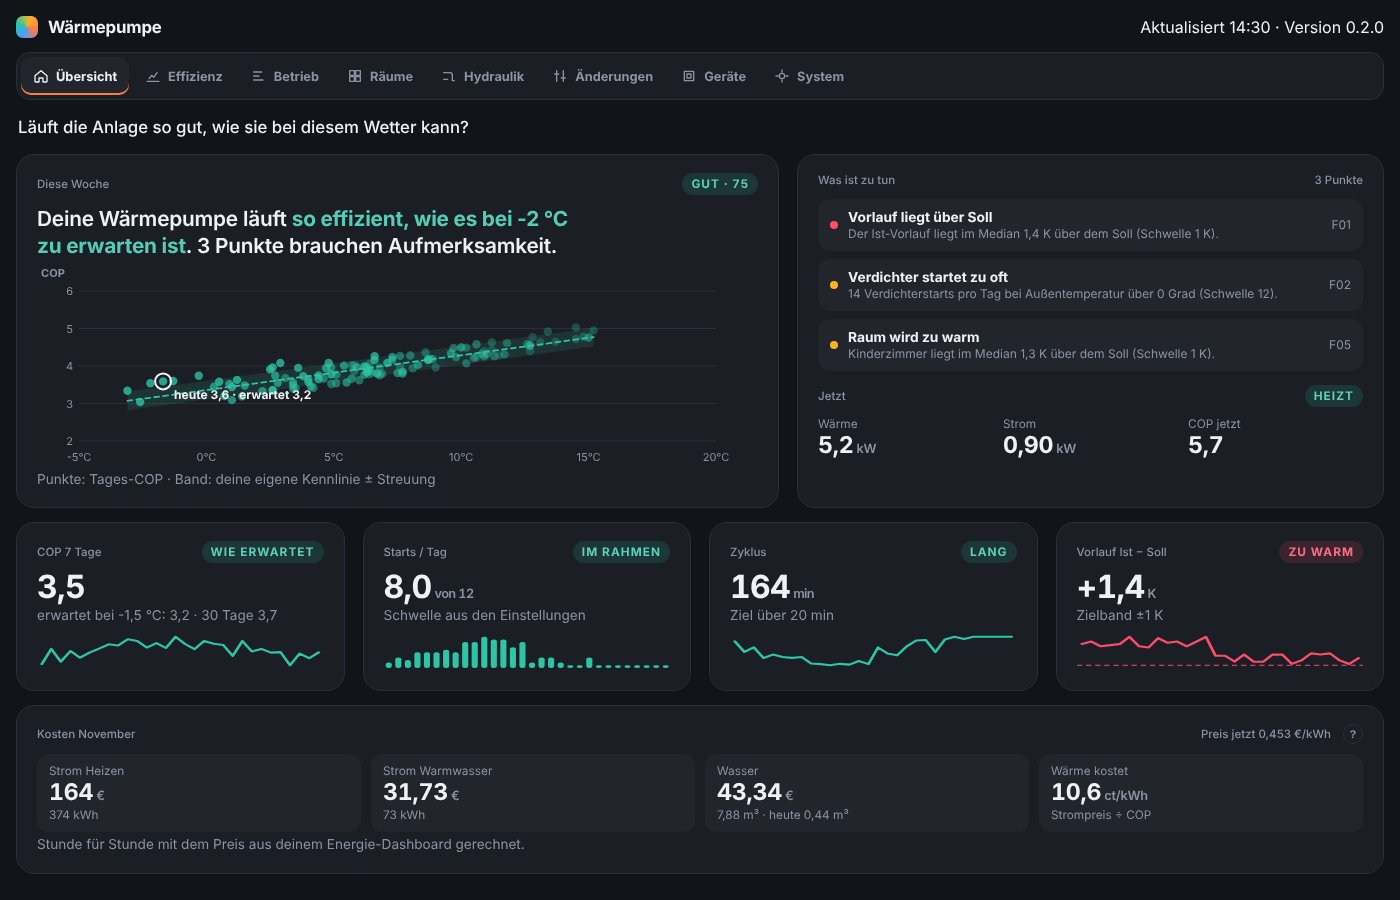 Wärmepumpe
Aktualisiert 14:30 · Version 0.2.0
Übersicht
Effizienz
Betrieb
Räume
Hydraulik
Änderungen
Geräte
System
Läuft die Anlage so gut, wie sie bei diesem Wetter kann?
Diese Woche
GUT · 75
Deine Wärmepumpe läuft so effizient, wie es bei -2 °C
zu erwarten ist. 3 Punkte brauchen Aufmerksamkeit.
COP
6
5
4
3
2
heute 3,6 · erwartet 3,2
-5°C
0°C
5°C
10°C
15°C
20°C
Punkte: Tages-COP · Band: deine eigene Kennlinie ± Streuung
Was ist zu tun
3 Punkte
Vorlauf liegt über Soll
Der Ist-Vorlauf liegt im Median 1,4 K über dem Soll (Schwelle 1 K).
F01
Verdichter startet zu oft
14 Verdichterstarts pro Tag bei Außentemperatur über 0 Grad (Schwelle 12).
F02
Raum wird zu warm
Kinderzimmer liegt im Median 1,3 K über dem Soll (Schwelle 1 K).
F05
Jetzt
HEIZT
Wärme
5,2 kW
Strom
0,90 kW
COP jetzt
5,7
COP 7 Tage
WIE ERWARTET
3,5
erwartet bei -1,5 °C: 3,2 · 30 Tage 3,7
Starts / Tag
IM RAHMEN
8,0 von 12
Schwelle aus den Einstellungen
Zyklus
LANG
164 min
Ziel über 20 min
Vorlauf Ist − Soll
ZU WARM
+1,4 K
Zielband ±1 K
Kosten November
Preis jetzt 0,453 €/kWh
?
Strom Heizen
164 €
374 kWh
Strom Warmwasser
31,73 €
73 kWh
Wasser
43,34 €
7,88 m³ · heute 0,44 m³
Wärme kostet
10,6 ct/kWh
Strompreis ÷ COP
Stunde für Stunde mit dem Preis aus deinem Energie-Dashboard gerechnet.